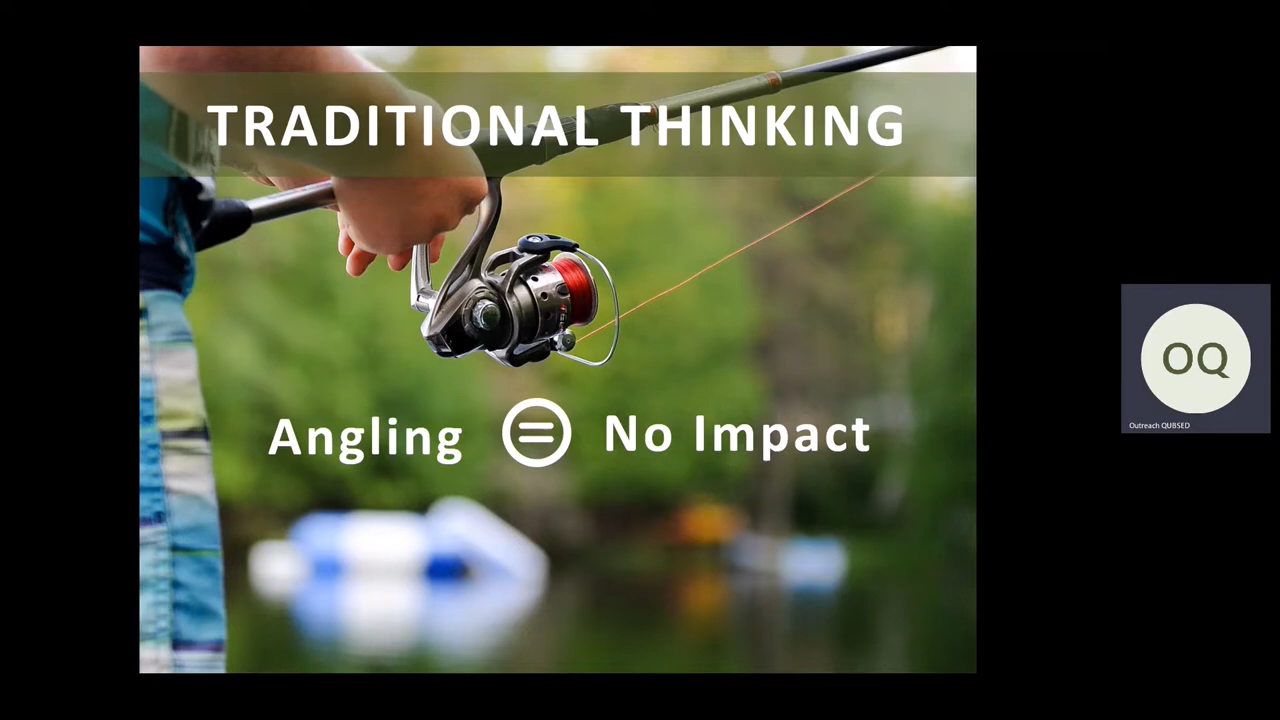 TRADITIONAL THINKING
Angling = No Impact
OQ
Outreach QUBSED